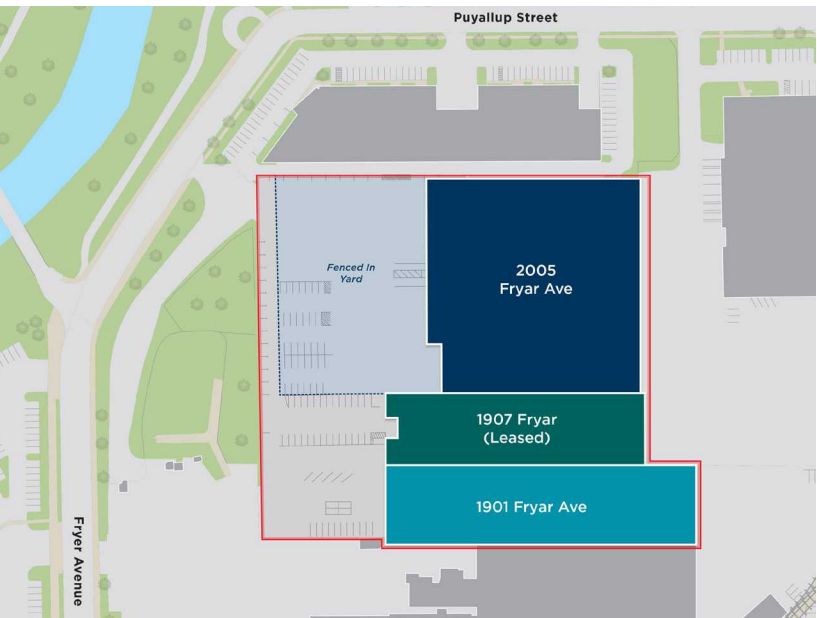 Puyallup Street
Fenced In
Yard
2005
Fryar Ave
1907 Fryar
(Leased)
1901 Fryar Ave
Fryer Avenue